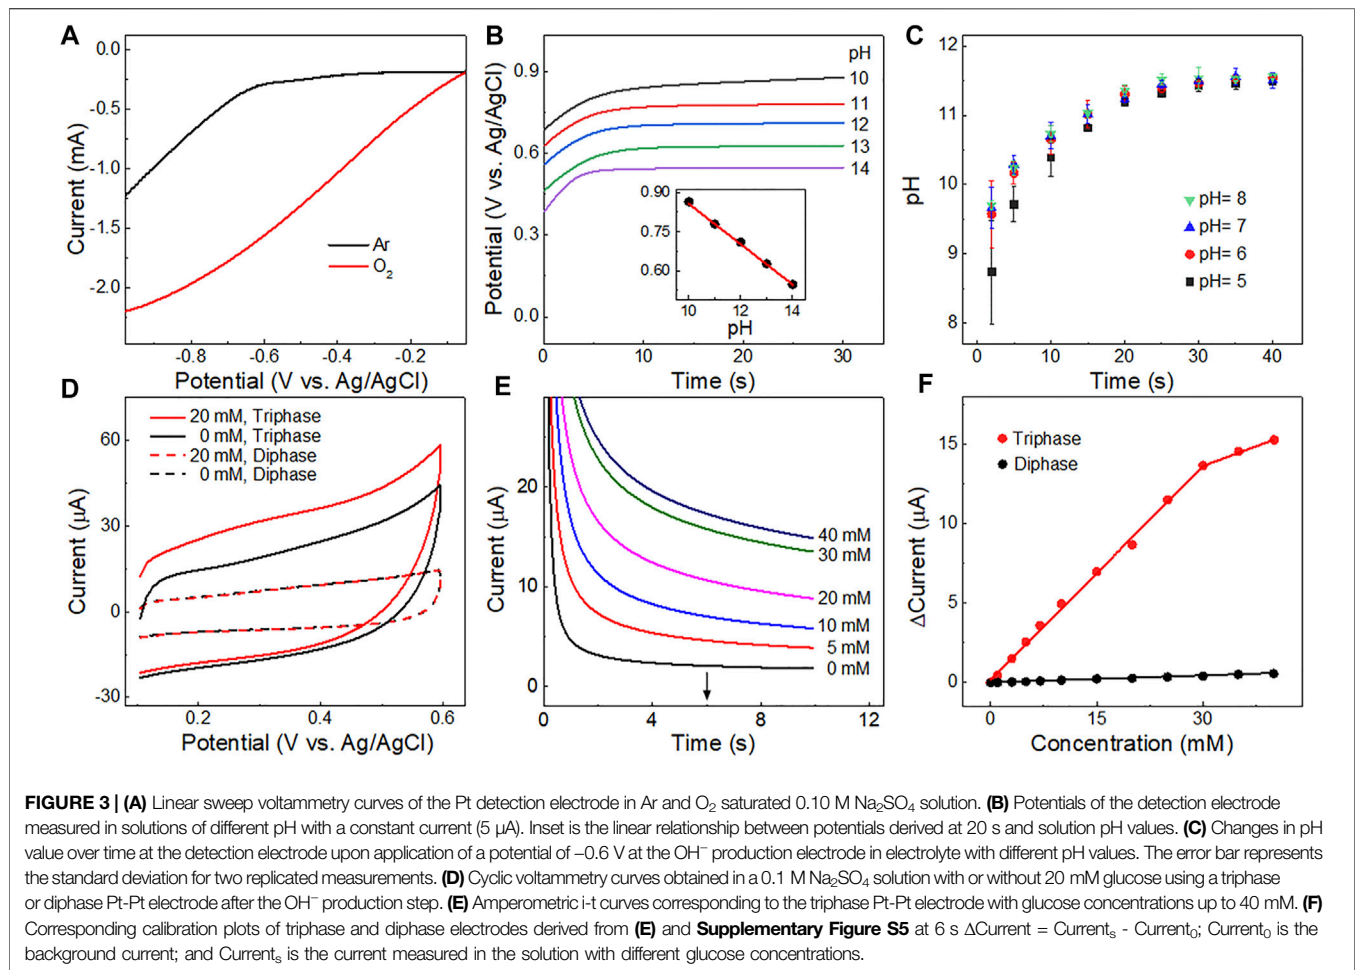 A
0.0
-0.5
-1.0
-1.5
-2.0
Current (mA)
Ar
O₂
-0.8
-0.6
-0.4
-0.2
Potential (V vs. Ag/AgCl)
B
pH
0.9
0.6
0.3
0.0
Potential (V vs. Ag/AgCl)
10
11
12
13
14
0.90
0.75
0.60
10
12
14
pH
0
10
20
30
Time (s)
C
12
11
10
9
8
pH
pH= 8
pH= 7
pH= 6
pH= 5
0
10
20
30
40
Time (s)
D
60
30
0
-30
Current (µA)
20 mM, Triphase
0 mM, Triphase
20 mM, Diphase
0 mM, Diphase
0.2
0.4
0.6
Potential (V vs. Ag/AgCl)
E
20
10
0
Current (µA)
40 mM
30 mM
20 mM
10 mM
5 mM
0 mM
0
4
8
12
Time (s)
F
15
10
5
0
ΔCurrent (µA)
Triphase
Diphase
0
15
30
Concentration (mM)
FIGURE 3 | (A) Linear sweep voltammetry curves of the Pt detection electrode in Ar and O₂ saturated 0.10 M Na₂SO₄ solution. (B) Potentials of the detection electrode
measured in solutions of different pH with a constant current (5 µA). Inset is the linear relationship between potentials derived at 20 s and solution pH values. (C) Changes in pH
value over time at the detection electrode upon application of a potential of −0.6 V at the OH⁻ production electrode in electrolyte with different pH values. The error bar represents
the standard deviation for two replicated measurements. (D) Cyclic voltammetry curves obtained in a 0.1 M Na₂SO₄ solution with or without 20 mM glucose using a triphase
or diphase Pt-Pt electrode after the OH⁻ production step. (E) Amperometric i-t curves corresponding to the triphase Pt-Pt electrode with glucose concentrations up to 40 mM. (F)
Corresponding calibration plots of triphase and diphase electrodes derived from (E) and Supplementary Figure S5 at 6 s ΔCurrent = Currentₛ - Current₀; Current₀ is the
background current; and Currentₛ is the current measured in the solution with different glucose concentrations.